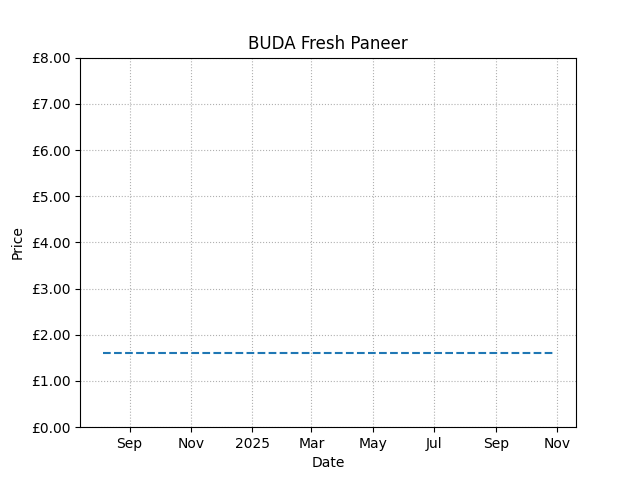 BUDA Fresh Paneer
£8.00
£7.00
£6.00
£5.00
£4.00
£3.00
£2.00
£1.00
£0.00
Price
Sep Nov 2025 Mar May Jul Sep Nov
Date